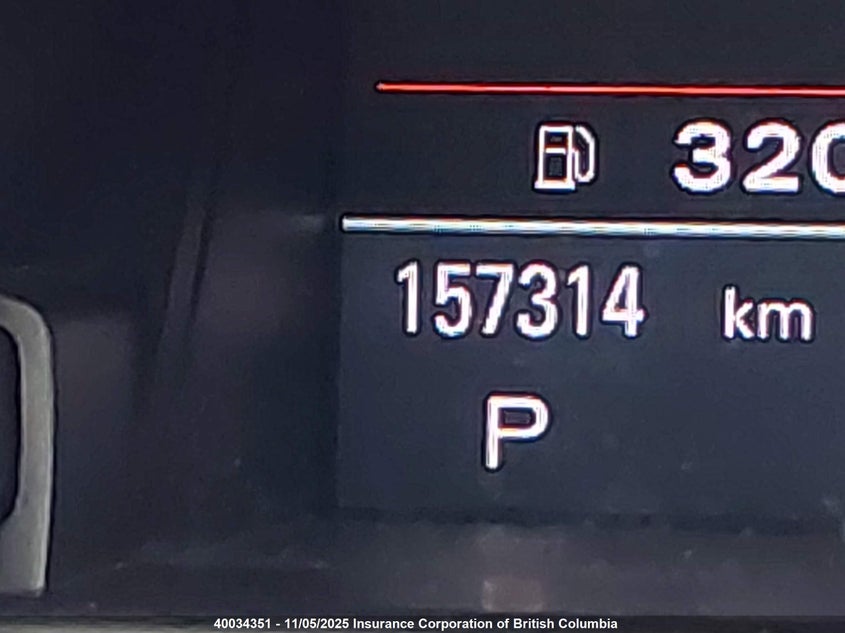 320
157314 km
P
40034351 - 11/05/2025 Insurance Corporation of British Columbia